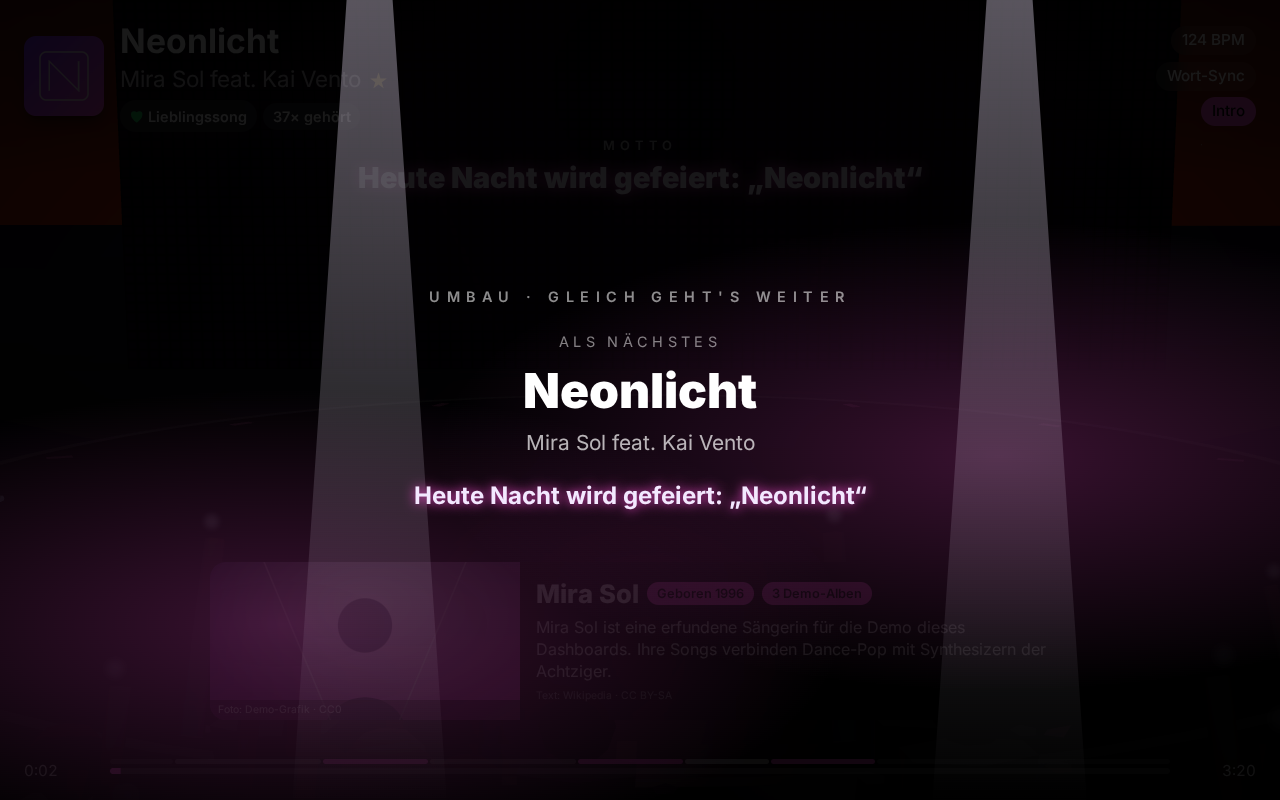 Neonlicht
Mira Sol feat. Kai Vento ★
Lieblingssong 37× gehört
124 BPM
Wort-Sync
Intro
MOTTO
Heute Nacht wird gefeiert: „Neonlicht“
UMBAU · GLEICH GEHT'S WEITER
ALS NÄCHSTES
Neonlicht
Mira Sol feat. Kai Vento
Heute Nacht wird gefeiert: „Neonlicht“
Mira Sol Geboren 1996 3 Demo-Alben
Mira Sol ist eine erfundene Sängerin für die Demo dieses
Dashboards. Ihre Songs verbinden Dance-Pop mit Synthesizern der
Achtziger.
Text: Wikipedia · CC BY-SA
Foto: Demo-Grafik · CC0
0:02
3:20